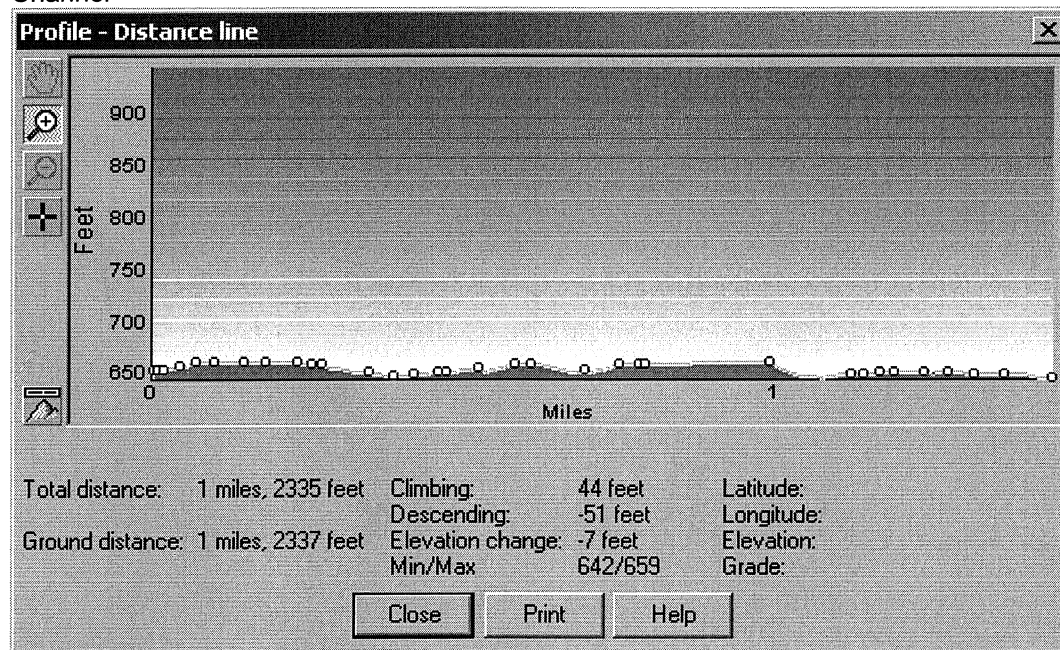 Channel
Profile - Distance line
900
850
800
750
700
650
Feet
0
1
Miles
Total distance: 1 miles, 2335 feet
Climbing: 44 feet
Latitude:
Descending: -51 feet
Longitude:
Ground distance: 1 miles, 2337 feet
Elevation change: -7 feet
Elevation:
Min/Max 642/659
Grade:
Close
Print
Help